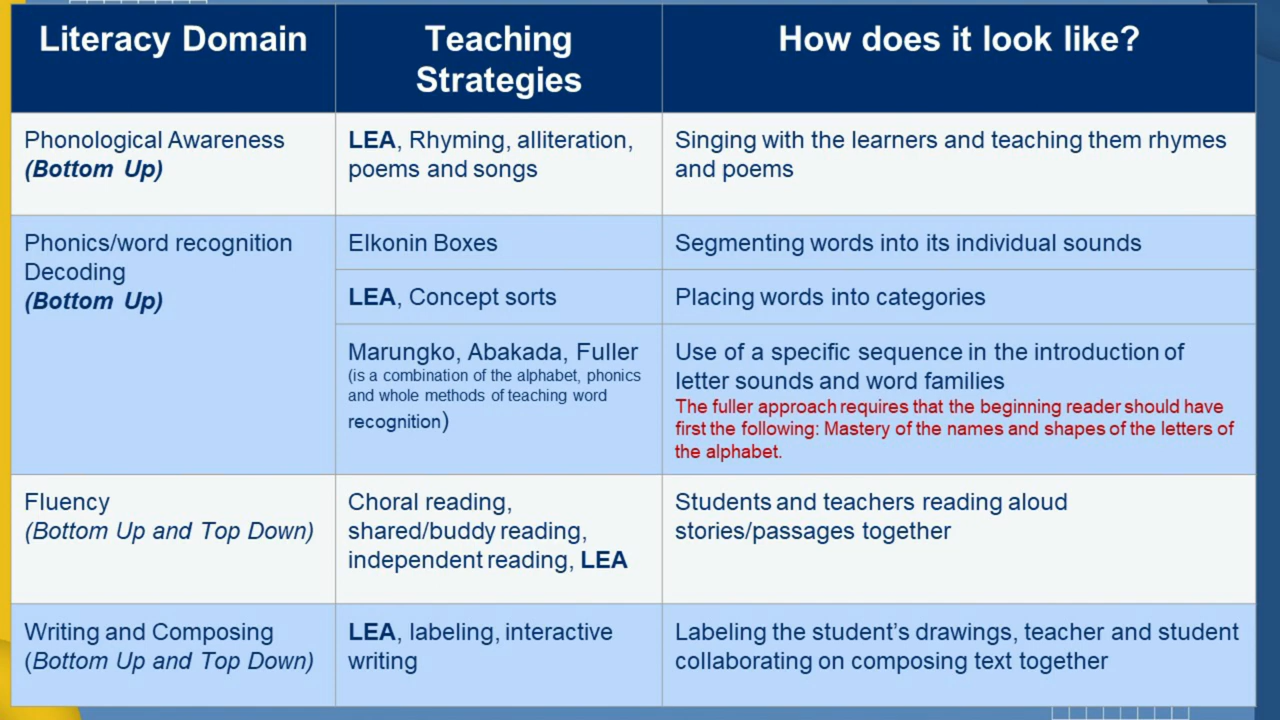 Literacy Domain
Teaching
Strategies
How does it look like?
Phonological Awareness
(Bottom Up)
LEA, Rhyming, alliteration,
poems and songs
Singing with the learners and teaching them rhymes
and poems
Phonics/word recognition
Decoding
(Bottom Up)
Elkonin Boxes
Segmenting words into its individual sounds
LEA, Concept sorts
Placing words into categories
Marungko, Abakada, Fuller
(is a combination of the alphabet, phonics
and whole methods of teaching word
recognition)
Use of a specific sequence in the introduction of
letter sounds and word families
The fuller approach requires that the beginning reader should have
first the following: Mastery of the names and shapes of the letters of
the alphabet.
Fluency
(Bottom Up and Top Down)
Choral reading,
shared/buddy reading,
independent reading, LEA
Students and teachers reading aloud
stories/passages together
Writing and Composing
(Bottom Up and Top Down)
LEA, labeling, interactive
writing
Labeling the student's drawings, teacher and student
collaborating on composing text together